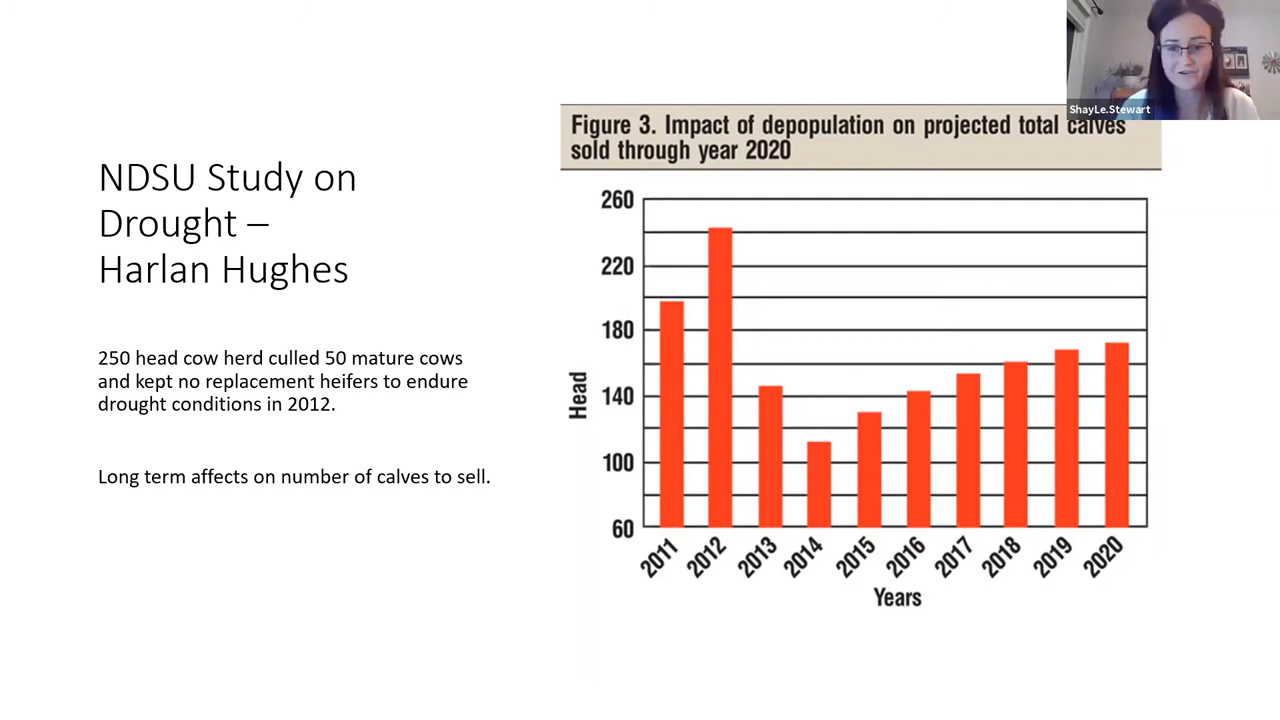 ShayLe.Stewart
NDSU Study on
Drought –
Harlan Hughes
250 head cow herd culled 50 mature cows
and kept no replacement heifers to endure
drought conditions in 2012.
Long term affects on number of calves to sell.
Figure 3. Impact of depopulation on projected total calves
sold through year 2020
260
220
180
140
100
60
Head
2011
2012
2013
2014
2015
2016
2017
2018
2019
2020
Years